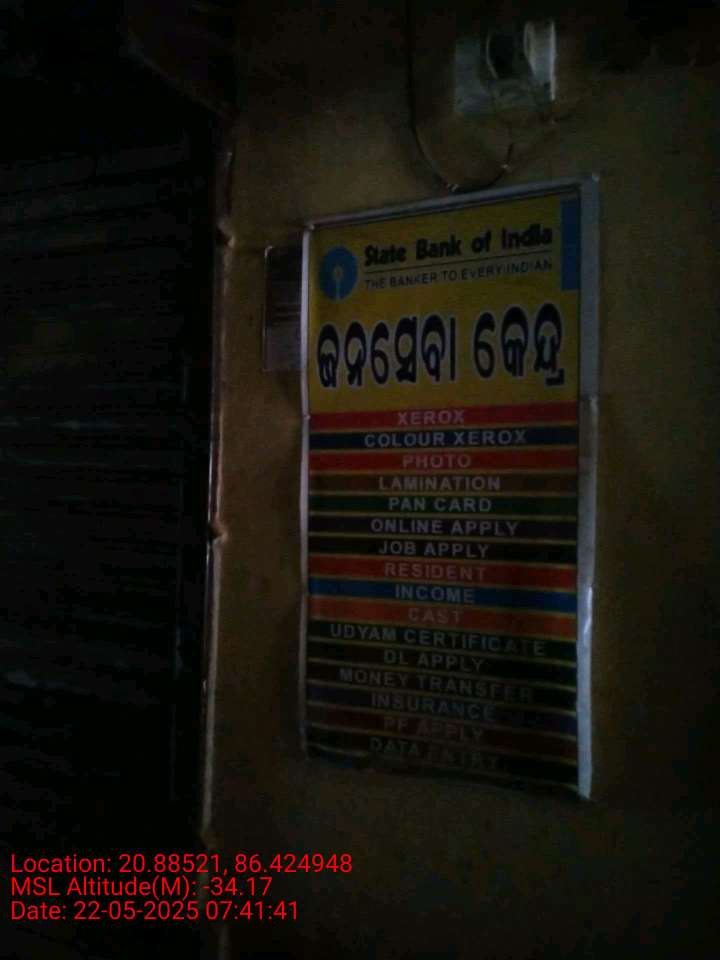 State Bank of India
THE BANKER TO EVERY INDIAN
ଜନସେବା କେନ୍ଦ୍ର
XEROX
COLOUR XEROX
PHOTO
LAMINATION
PAN CARD
ONLINE APPLY
JOB APPLY
RESIDENT
INCOME
CAST
UDYAM CERTIFICATE
DL APPLY
MONEY TRANSFER
INSURANCE
PF APPLY
DATA ENTRY
Location: 20.88521, 86.424948
MSL Altitude(M): -34.17
Date: 22-05-2025 07:41:41